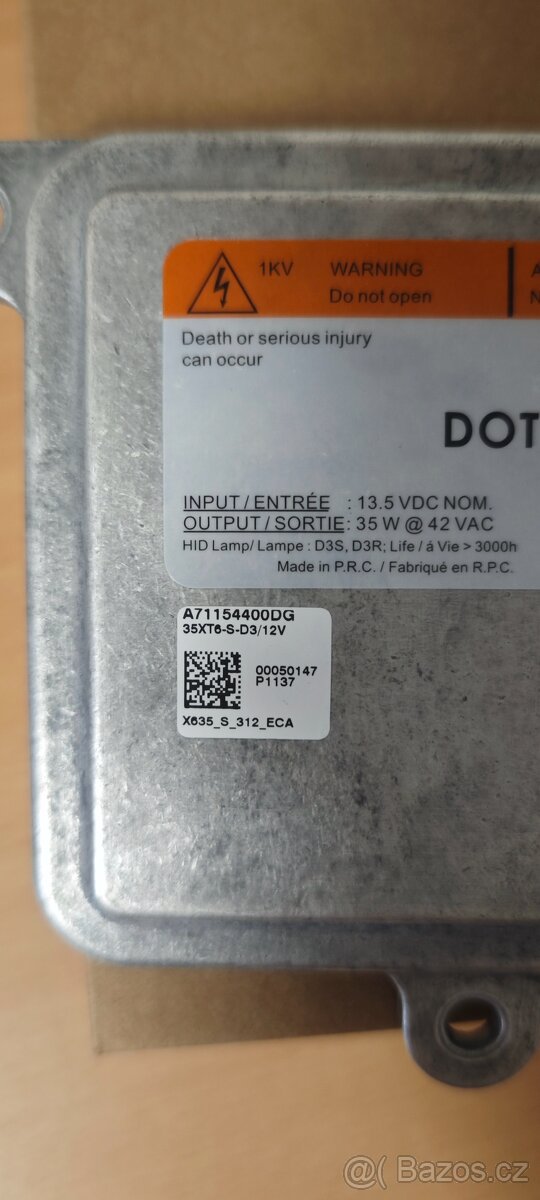 1KV WARNING
Do not open
A
N
Death or serious injury
can occur
DOT
INPUT / ENTRÉE : 13.5 VDC NOM.
OUTPUT / SORTIE: 35 W @ 42 VAC
HID Lamp/ Lampe : D3S, D3R; Life / á Vie > 3000h
Made in P.R.C. / Fabriqué en R.P.C.
A71154400DG
35XT6-S-D3/12V
00050147
P1137
X635_S_312_ECA
@( Bazos.cz